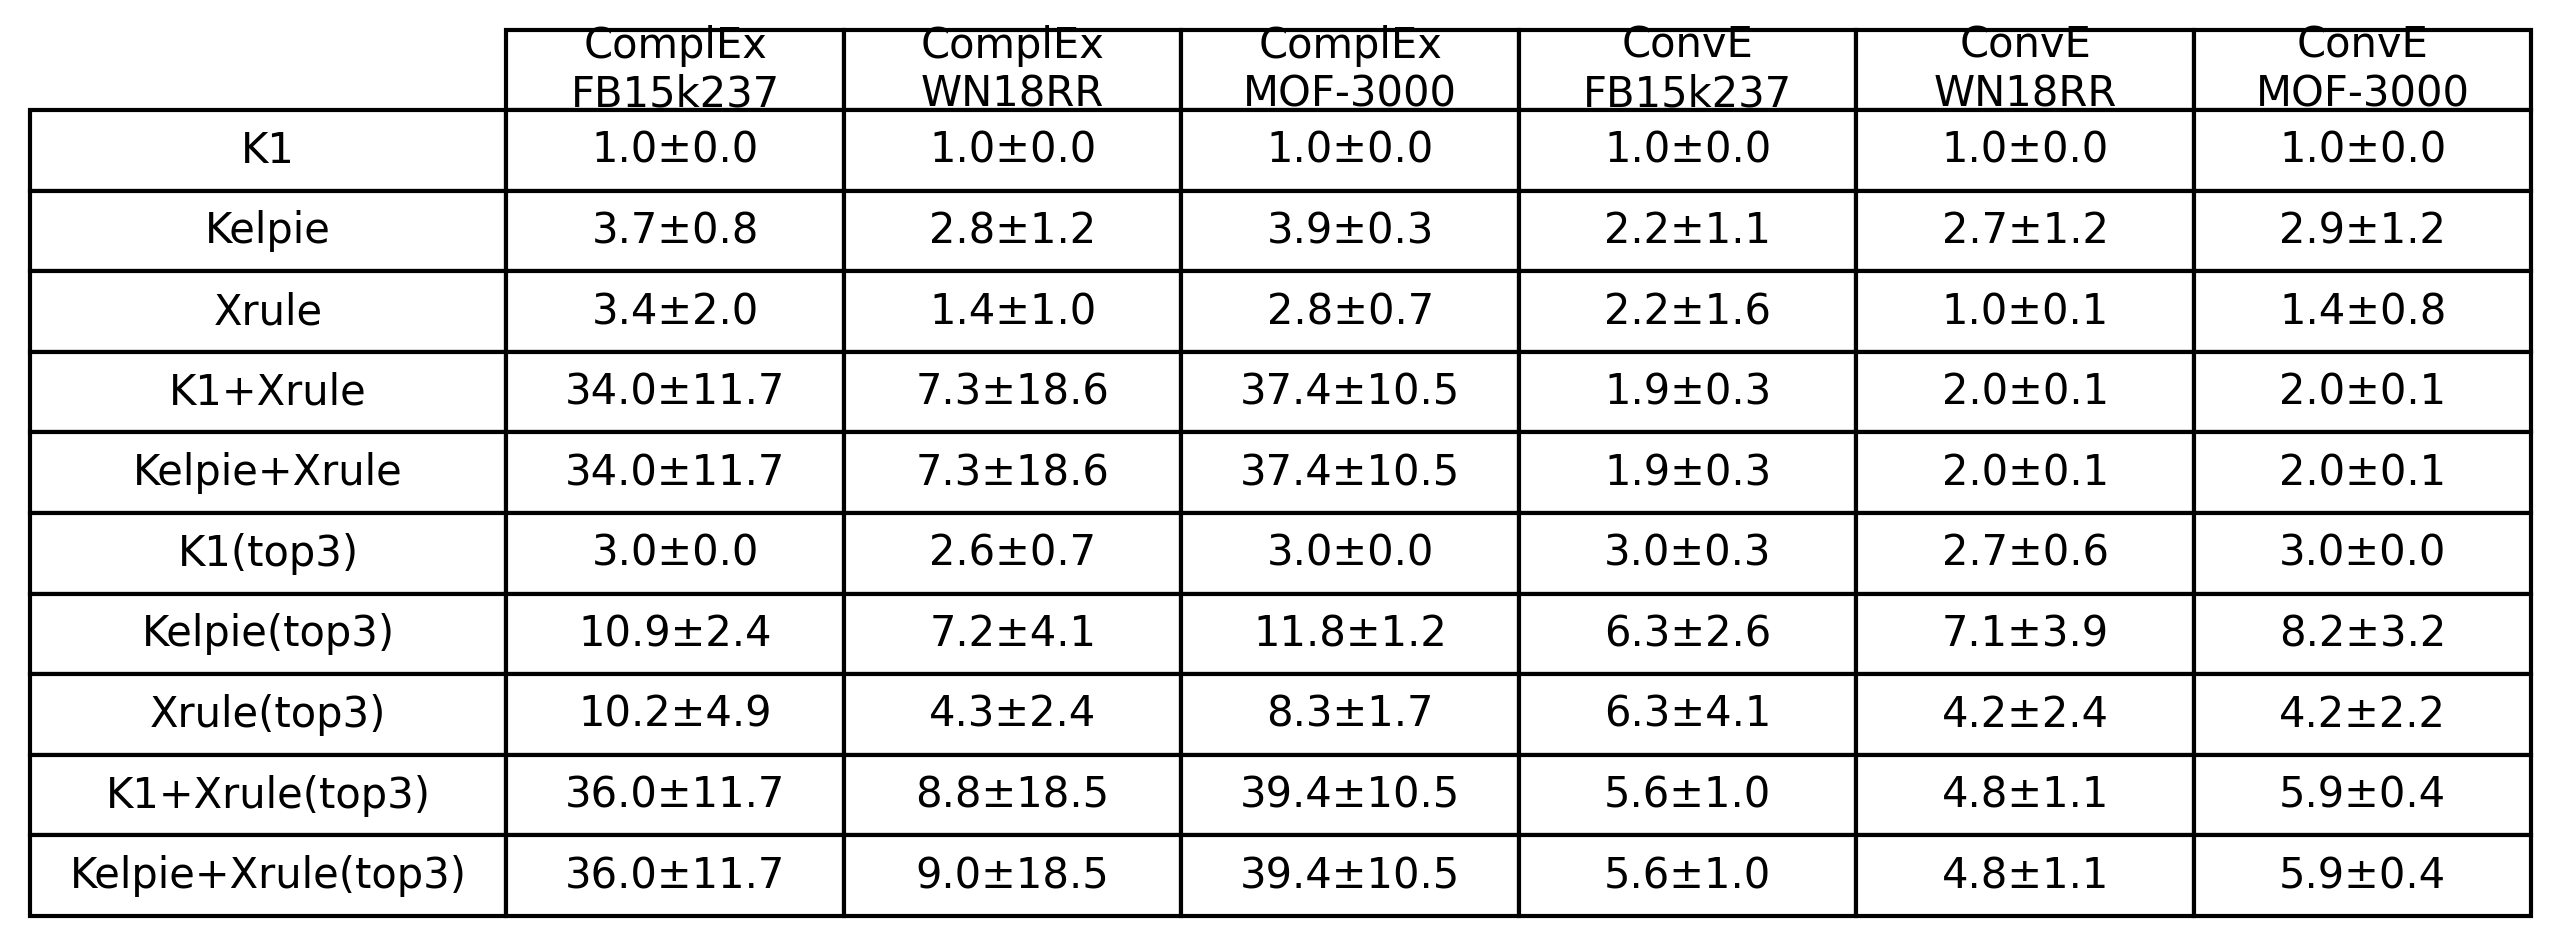 ComplEx FB15k237 ComplEx WN18RR ComplEx MOF-3000 ConvE FB15k237 ConvE WN18RR ConvE MOF-3000
K1 1.0±0.0 1.0±0.0 1.0±0.0 1.0±0.0 1.0±0.0 1.0±0.0
Kelpie 3.7±0.8 2.8±1.2 3.9±0.3 2.2±1.1 2.7±1.2 2.9±1.2
Xrule 3.4±2.0 1.4±1.0 2.8±0.7 2.2±1.6 1.0±0.1 1.4±0.8
K1+Xrule 34.0±11.7 7.3±18.6 37.4±10.5 1.9±0.3 2.0±0.1 2.0±0.1
Kelpie+Xrule 34.0±11.7 7.3±18.6 37.4±10.5 1.9±0.3 2.0±0.1 2.0±0.1
K1(top3) 3.0±0.0 2.6±0.7 3.0±0.0 3.0±0.3 2.7±0.6 3.0±0.0
Kelpie(top3) 10.9±2.4 7.2±4.1 11.8±1.2 6.3±2.6 7.1±3.9 8.2±3.2
Xrule(top3) 10.2±4.9 4.3±2.4 8.3±1.7 6.3±4.1 4.2±2.4 4.2±2.2
K1+Xrule(top3) 36.0±11.7 8.8±18.5 39.4±10.5 5.6±1.0 4.8±1.1 5.9±0.4
Kelpie+Xrule(top3) 36.0±11.7 9.0±18.5 39.4±10.5 5.6±1.0 4.8±1.1 5.9±0.4